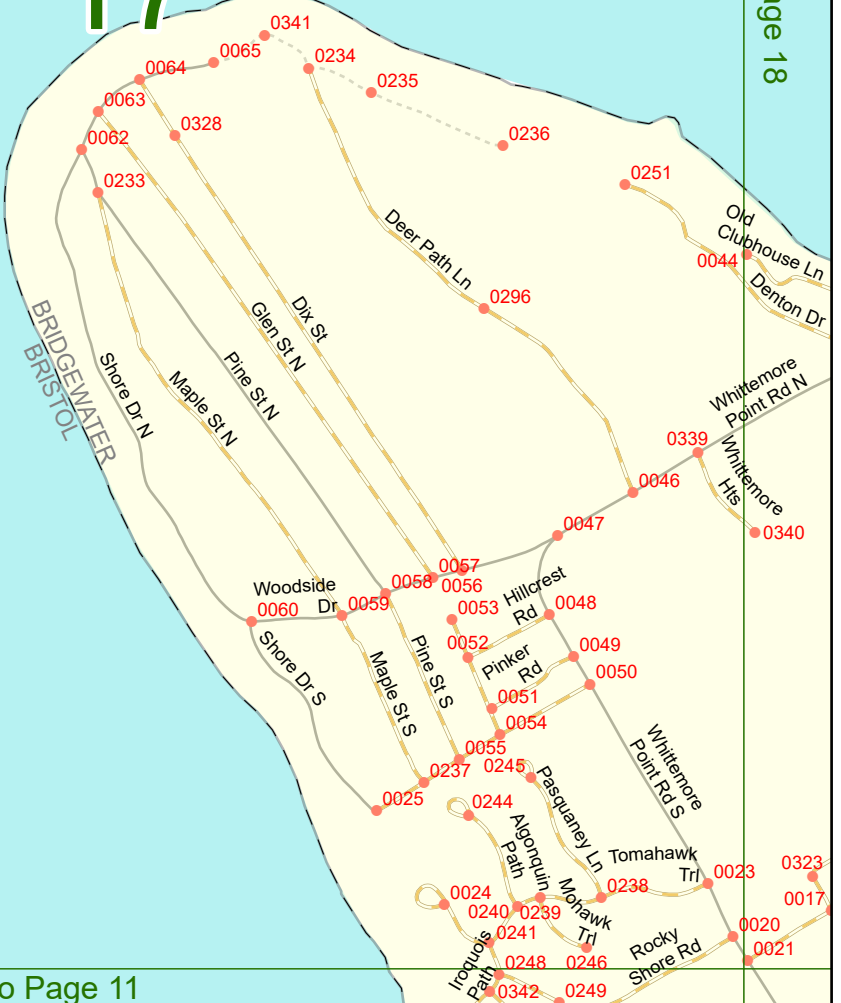 17
age 18
0341
0065
0234
0064
0235
0063
0328
0236
0062
0233
0251
Old
Clubhouse Ln
0044
Denton Dr
Deer Path Ln
0296
Dix St
Glen St N
Pine St N
Maple St N
Shore Dr N
BRIDGEWATER
BRISTOL
Whittemore
Point Rd N
0339
Whittemore
Hts
0046
0340
0047
0057
0056
0058
Woodside
Dr
0059
0060
Hillcrest
Rd
0053
0048
0052
Pinker
Rd
0049
0050
0051
0054
Shore Dr S
Maple St S
Pine St S
0055
0237
0245
0025
Whittemore
Point Rd S
Pasquaney Ln
0244
Algonquin
Path
Tomahawk
Trl
0023
0323
0017
0024
0240
0239
0238
Mohawk
Trl
0241
0246
0020
0021
Rocky
Shore Rd
Iroquois
Path
0248
0342
0249
o Page 11